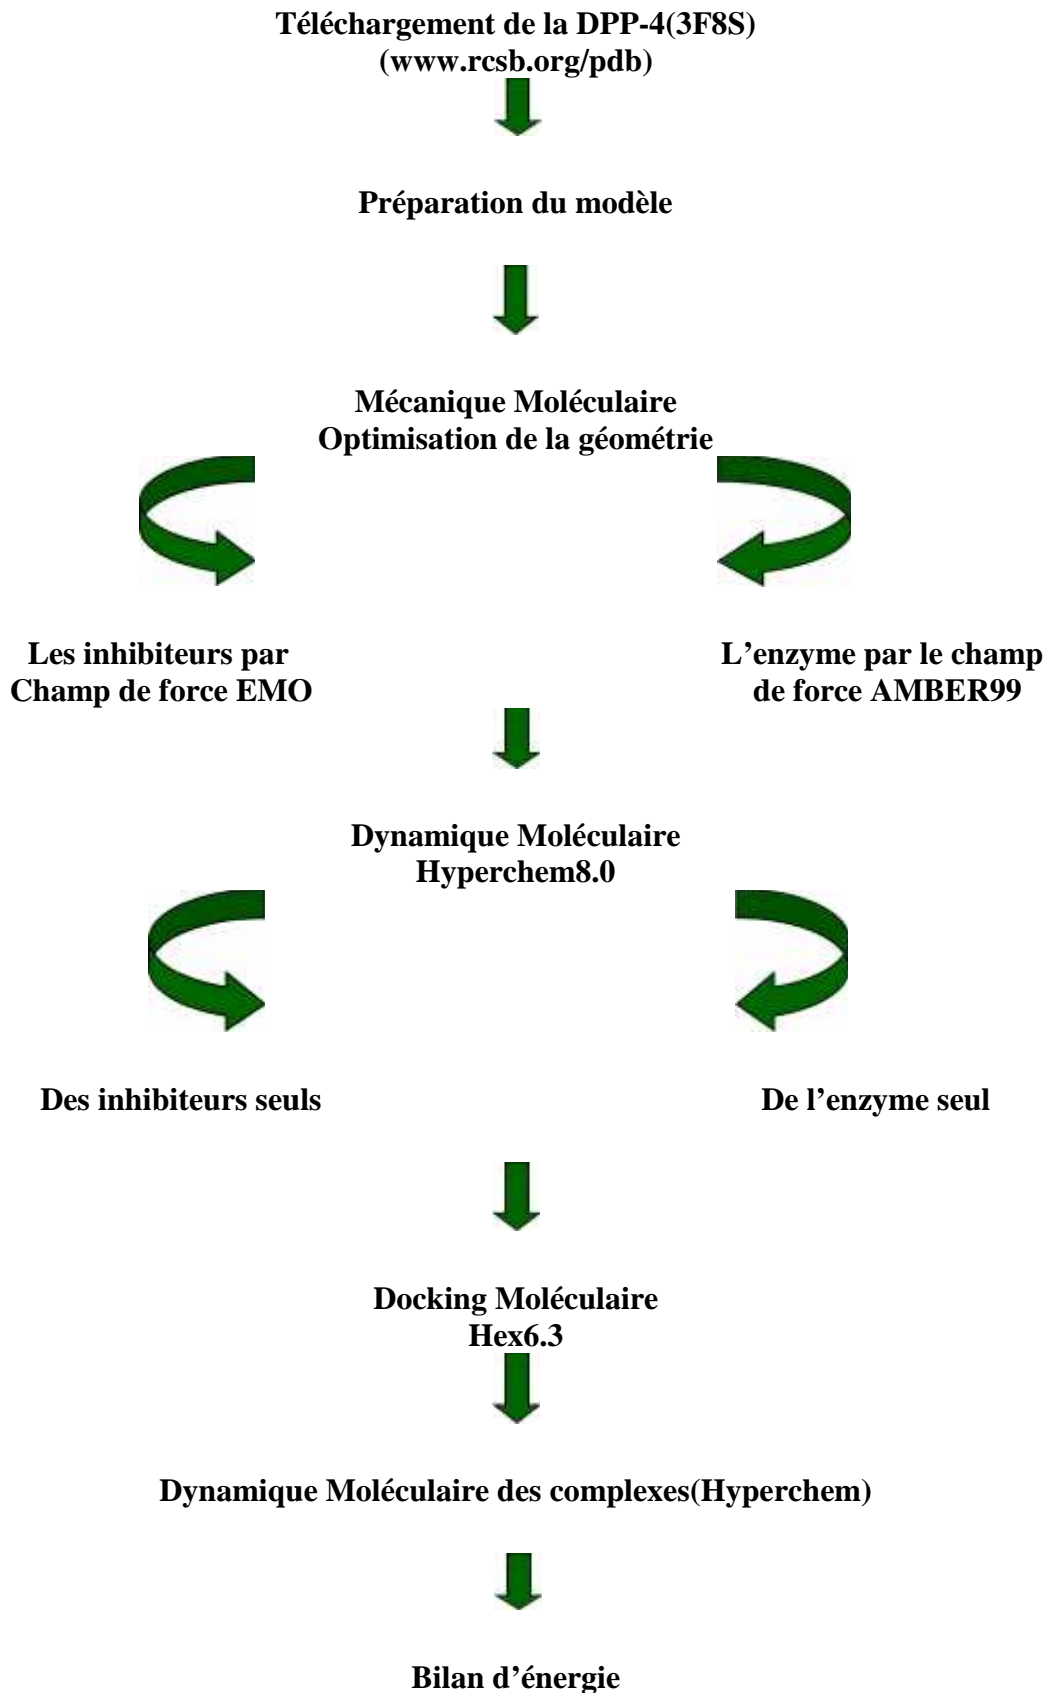 Téléchargement de la DPP-4(3F8S)
(www.rcsb.org/pdb)
Préparation du modèle
Mécanique Moléculaire
Optimisation de la géométrie
Les inhibiteurs par
Champ de force EMO
L’enzyme par le champ
de force AMBER99
Dynamique Moléculaire
Hyperchem8.0
Des inhibiteurs seuls
De l’enzyme seul
Docking Moléculaire
Hex6.3
Dynamique Moléculaire des complexes(Hyperchem)
Bilan d’énergie